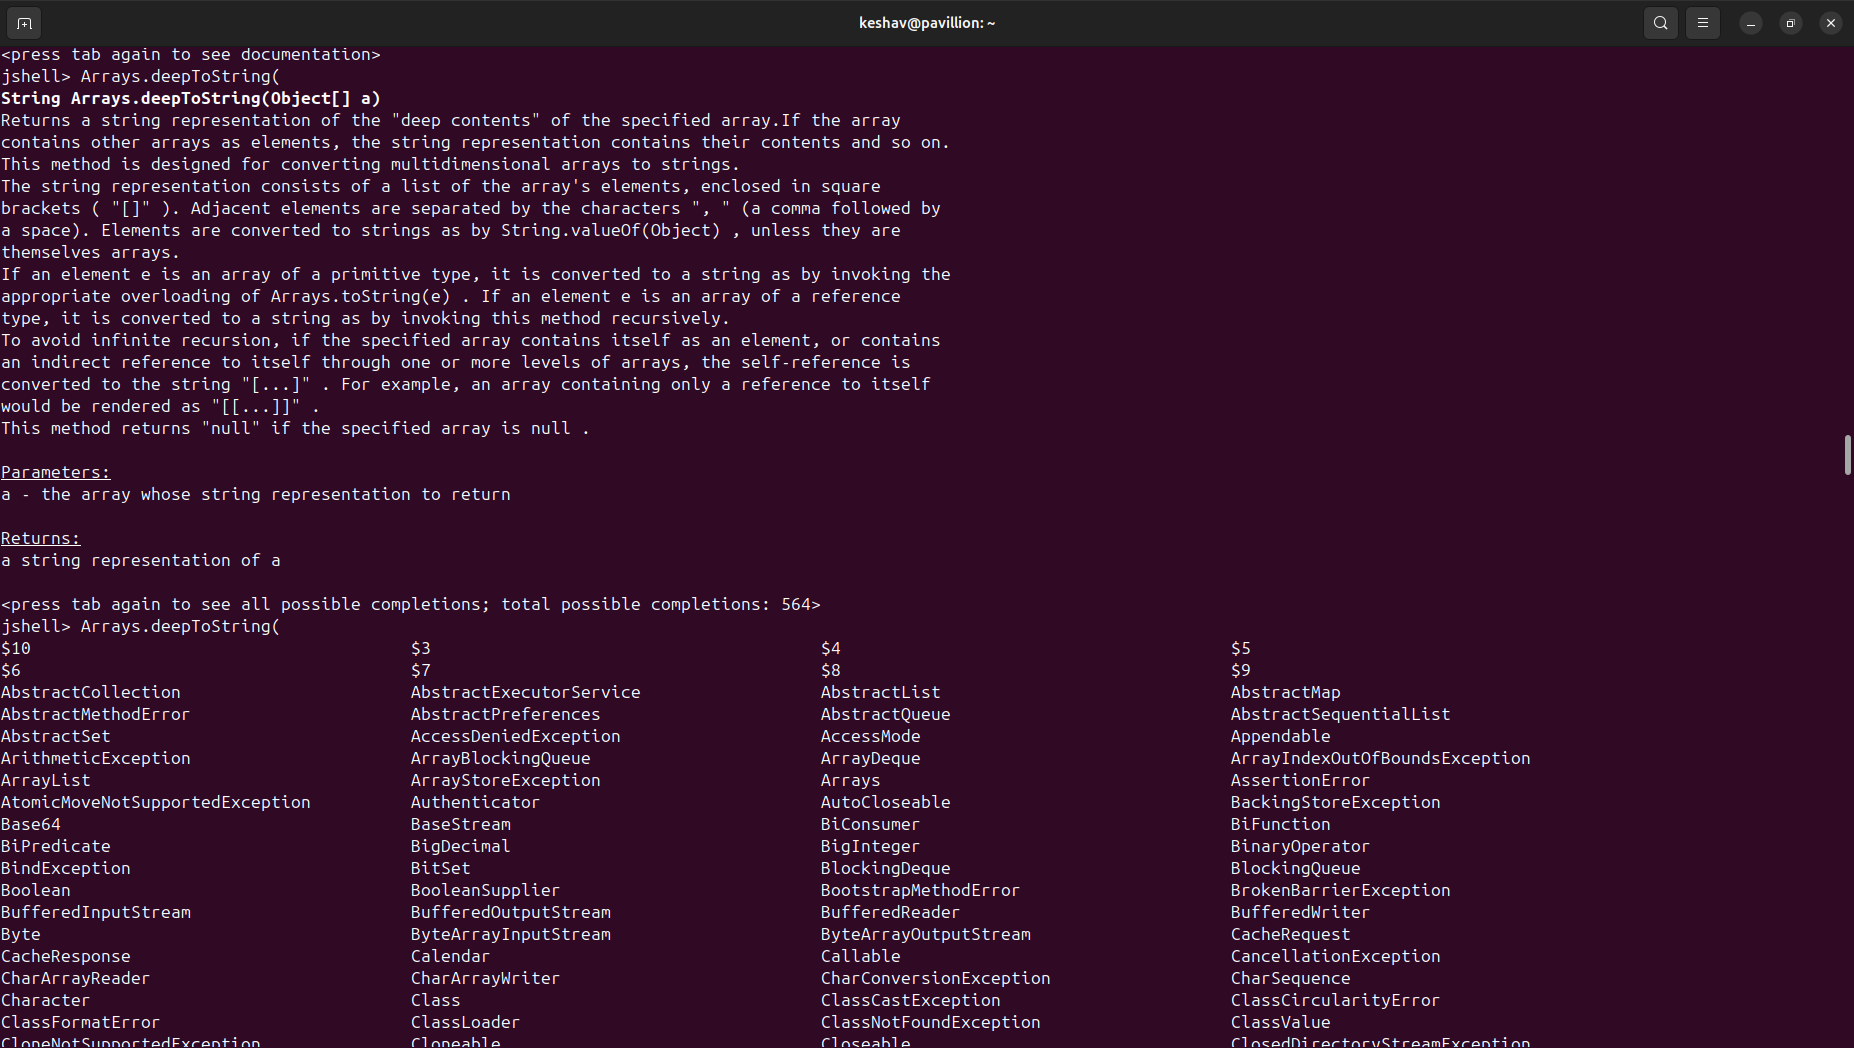 keshav@pavillion: ~
<press tab again to see documentation>
jshell> Arrays.deepToString(
String Arrays.deepToString(Object[] a)
Returns a string representation of the "deep contents" of the specified array.If the array
contains other arrays as elements, the string representation contains their contents and so on.
This method is designed for converting multidimensional arrays to strings.
The string representation consists of a list of the array's elements, enclosed in square
brackets ( "[]" ). Adjacent elements are separated by the characters ", " (a comma followed by
a space). Elements are converted to strings as by String.valueOf(Object) , unless they are
themselves arrays.
If an element e is an array of a primitive type, it is converted to a string as by invoking the
appropriate overloading of Arrays.toString(e) . If an element e is an array of a reference
type, it is converted to a string as by invoking this method recursively.
To avoid infinite recursion, if the specified array contains itself as an element, or contains
an indirect reference to itself through one or more levels of arrays, the self-reference is
converted to the string "[...]" . For example, an array containing only a reference to itself
would be rendered as "[[...]]" .
This method returns "null" if the specified array is null .
Parameters:
a - the array whose string representation to return
Returns:
a string representation of a
<press tab again to see all possible completions; total possible completions: 564>
jshell> Arrays.deepToString(
$10 $3 $4 $5
$6 $7 $8 $9
AbstractCollection AbstractExecutorService AbstractList AbstractMap
AbstractMethodError AbstractPreferences AbstractQueue AbstractSequentialList
AbstractSet AccessDeniedException AccessMode Appendable
ArithmeticException ArrayBlockingQueue ArrayDeque ArrayIndexOutOfBoundsException
ArrayList ArrayStoreException Arrays AssertionError
AtomicMoveNotSupportedException Authenticator AutoCloseable BackingStoreException
Base64 BaseStream BiConsumer BiFunction
BiPredicate BigDecimal BigInteger BinaryOperator
BindException BitSet BlockingDeque BlockingQueue
Boolean BooleanSupplier BootstrapMethodError BrokenBarrierException
BufferedInputStream BufferedOutputStream BufferedReader BufferedWriter
Byte ByteArrayInputStream ByteArrayOutputStream CacheRequest
CacheResponse Calendar Callable CancellationException
CharArrayReader CharArrayWriter CharConversionException CharSequence
Character Class ClassCastException ClassCircularityError
ClassFormatError ClassLoader ClassNotFoundException ClassValue
CloneNotSupportedException Cloneable Closeable ClosedDirectoryStreamException